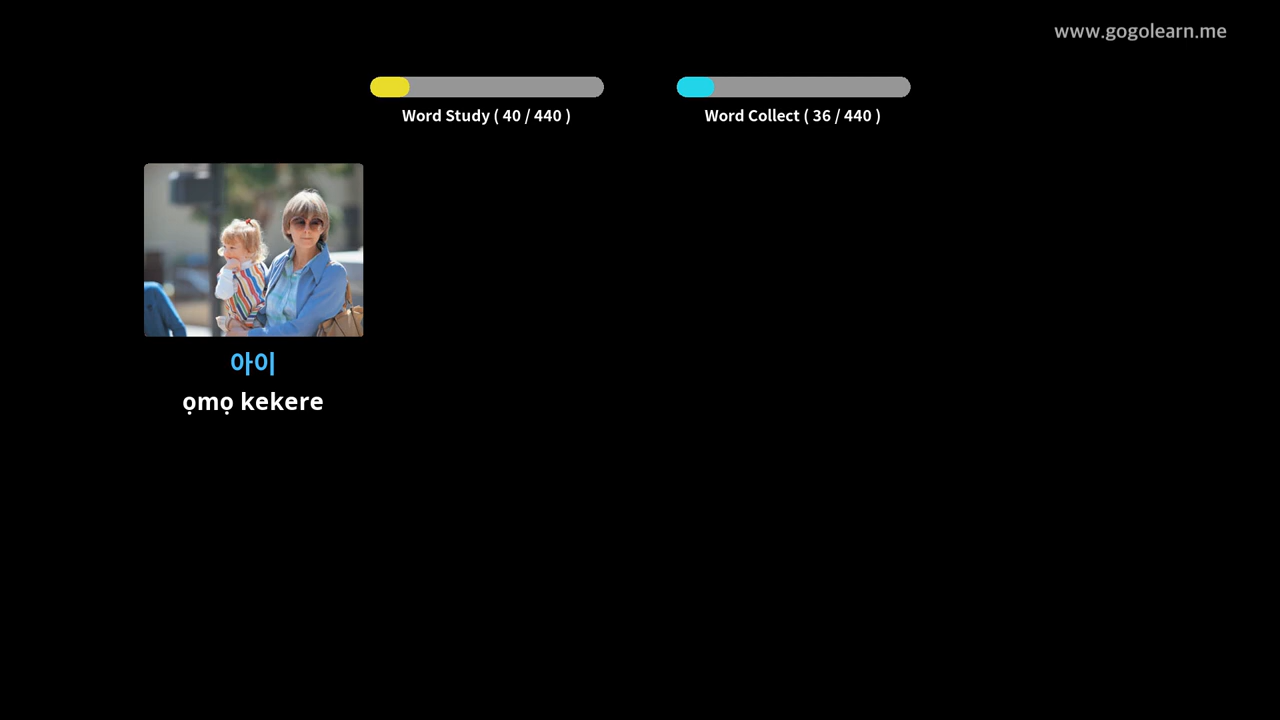 www.gogolearn.me
Word Study ( 40 / 440 )
Word Collect ( 36 / 440 )
아이
ọmọ kekere